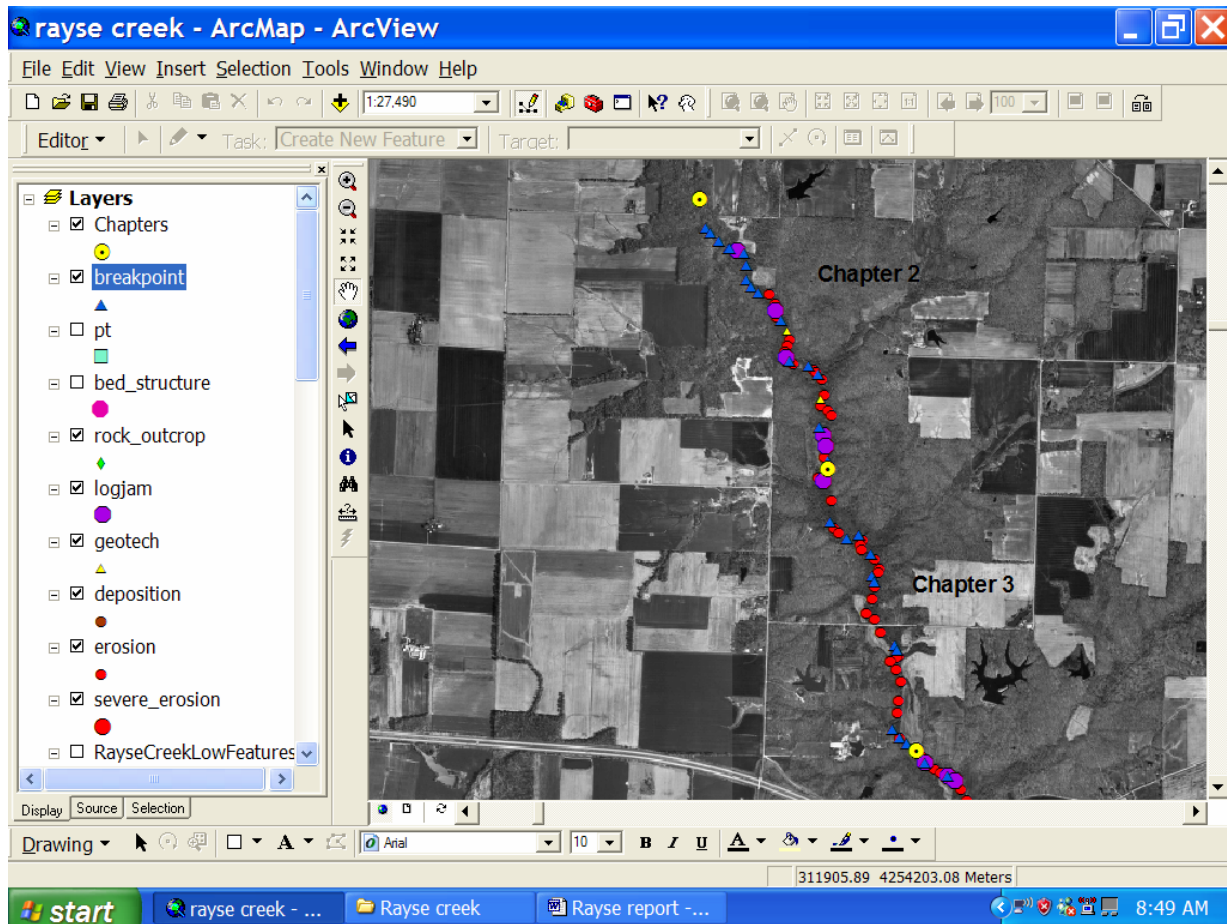 rayse creek - ArcMap - ArcView
File Edit View Insert Selection Tools Window Help
1:27,490
100
Editor
Task: Create New Feature
Target:
Layers
Chapters
breakpoint
pt
bed_structure
rock_outcrop
logjam
geotech
deposition
erosion
severe_erosion
RayseCreekLowFeatures
Display Source Selection
Chapter 2
Chapter 3
Drawing
A
Arial
10
B I U A
311905.89 4254203.08 Meters
start
rayse creek - ...
Rayse creek
Rayse report -...
8:49 AM